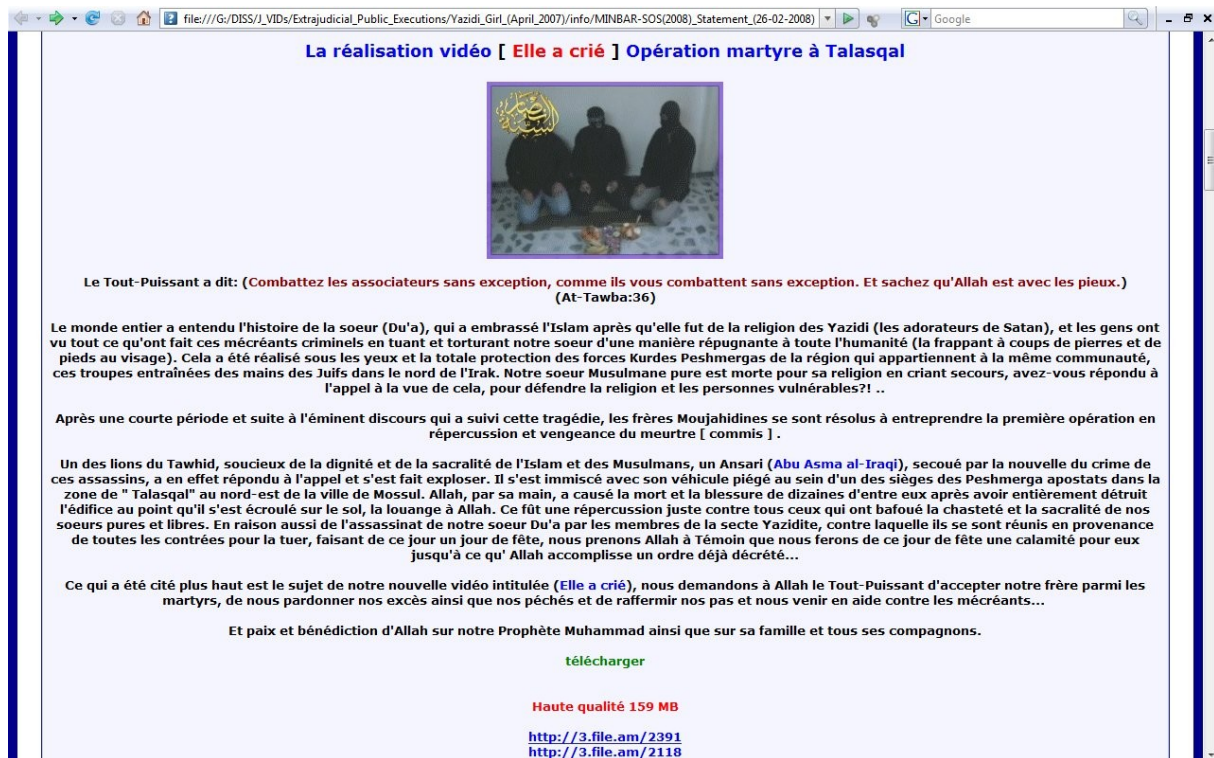 file:///G:/DISS/J_VIDs/Extrajudicial_Public_Executions/Yazidi_Girl_(April_2007)/info/MINBAR-SOS(2008)_Statement_(26-02-2008)
Google
La réalisation vidéo [ Elle a crié ] Opération martyre à Talasqal
أنصار السنة
Le Tout-Puissant a dit: (Combattez les associateurs sans exception, comme ils vous combattent sans exception. Et sachez qu'Allah est avec les pieux.)
(At-Tawba:36)
Le monde entier a entendu l'histoire de la soeur (Du'a), qui a embrassé l'Islam après qu'elle fut de la religion des Yazidi (les adorateurs de Satan), et les gens ont
vu tout ce qu'ont fait ces mécréants criminels en tuant et torturant notre soeur d'une manière répugnante à toute l'humanité (la frappant à coups de pierres et de
pieds au visage). Cela a été réalisé sous les yeux et la totale protection des forces Kurdes Peshmergas de la région qui appartiennent à la même communauté,
ces troupes entraînées des mains des Juifs dans le nord de l'Irak. Notre soeur Musulmane pure est morte pour sa religion en criant secours, avez-vous répondu à
l'appel à la vue de cela, pour défendre la religion et les personnes vulnérables?! ..
Après une courte période et suite à l'éminent discours qui a suivi cette tragédie, les frères Moujahidines se sont résolus à entreprendre la première opération en
répercussion et vengeance du meurtre [ commis ] .
Un des lions du Tawhid, soucieux de la dignité et de la sacralité de l'Islam et des Musulmans, un Ansari (Abu Asma al-Iraqi), secoué par la nouvelle du crime de
ces assassins, a en effet répondu à l'appel et s'est fait exploser. Il s'est immiscé avec son véhicule piégé au sein d'un des sièges des Peshmerga apostats dans la
zone de " Talasqal" au nord-est de la ville de Mossul. Allah, par sa main, a causé la mort et la blessure de dizaines d'entre eux après avoir entièrement détruit
l'édifice au point qu'il s'est écroulé sur le sol, la louange à Allah. Ce fût une répercussion juste contre tous ceux qui ont bafoué la chasteté et la sacralité de nos
soeurs pures et libres. En raison aussi de l'assassinat de notre soeur Du'a par les membres de la secte Yazidite, contre laquelle ils se sont réunis en provenance
de toutes les contrées pour la tuer, faisant de ce jour un jour de fête, nous prenons Allah à Témoin que nous ferons de ce jour de fête une calamité pour eux
jusqu'à ce qu' Allah accomplisse un ordre déjà décrété...
Ce qui a été cité plus haut est le sujet de notre nouvelle vidéo intitulée (Elle a crié), nous demandons à Allah le Tout-Puissant d'accepter notre frère parmi les
martyrs, de nous pardonner nos excès ainsi que nos péchés et de raffermir nos pas et nous venir en aide contre les mécréants...
Et paix et bénédiction d'Allah sur notre Prophète Muhammad ainsi que sur sa famille et tous ses compagnons.
télécharger
Haute qualité 159 MB
http://3.file.am/2391
http://3.file.am/2118